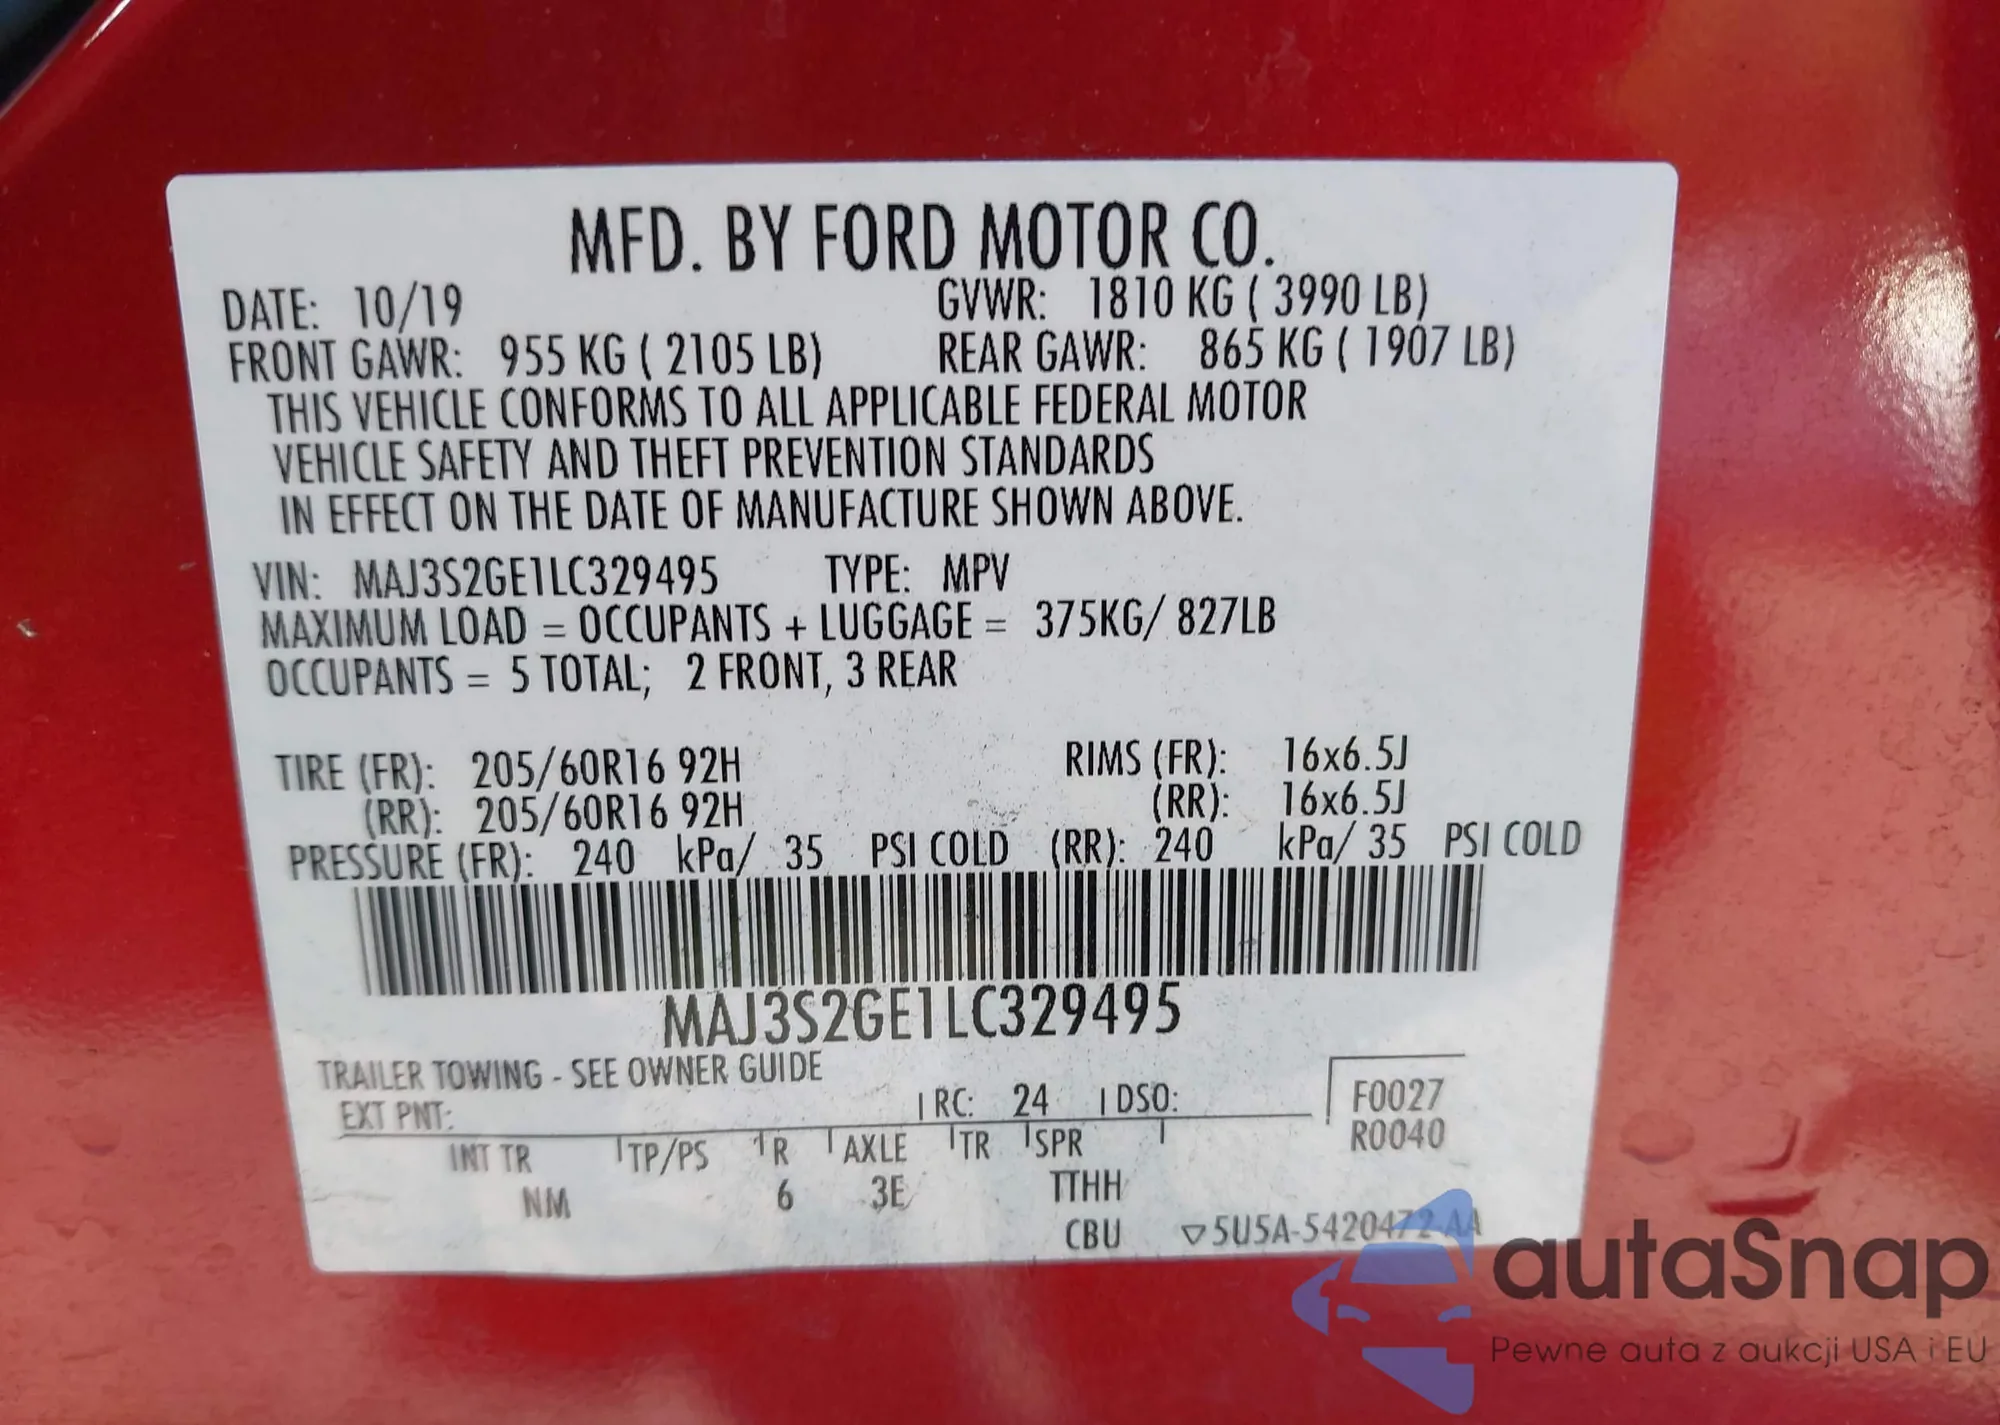 MFD. BY FORD MOTOR CO.
DATE: 10/19 GVWR: 1810 KG ( 3990 LB)
FRONT GAWR: 955 KG ( 2105 LB) REAR GAWR: 865 KG ( 1907 LB)
THIS VEHICLE CONFORMS TO ALL APPLICABLE FEDERAL MOTOR
VEHICLE SAFETY AND THEFT PREVENTION STANDARDS
IN EFFECT ON THE DATE OF MANUFACTURE SHOWN ABOVE.
VIN: MAJ3S2GE1LC329495 TYPE: MPV
MAXIMUM LOAD = OCCUPANTS + LUGGAGE = 375KG/ 827LB
OCCUPANTS = 5 TOTAL; 2 FRONT, 3 REAR
TIRE (FR): 205/60R16 92H RIMS (FR): 16x6.5J
(RR): 205/60R16 92H (RR): 16x6.5J
PRESSURE (FR): 240 kPa/ 35 PSI COLD (RR): 240 kPa/ 35 PSI COLD
MAJ3S2GE1LC329495
TRAILER TOWING - SEE OWNER GUIDE
EXT PNT: RC: 24 DSO: F0027
R0040
INT TR TP/PS R AXLE TR SPR
NM 6 3E TTHH
CBU ▽5U5A-5420472-AA
autaSnap
Pewne auta z aukcji USA i EU